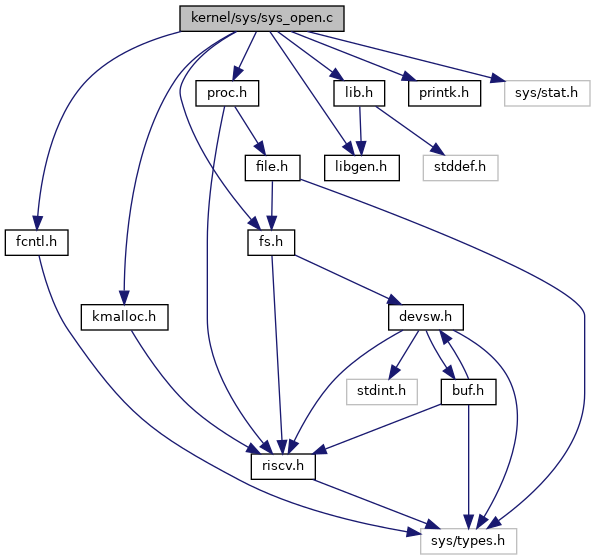 kernel/sys/sys_open.c
proc.h
lib.h
printk.h
sys/stat.h
file.h
libgen.h
stddef.h
fcntl.h
fs.h
kmalloc.h
devsw.h
stdint.h
buf.h
riscv.h
sys/types.h